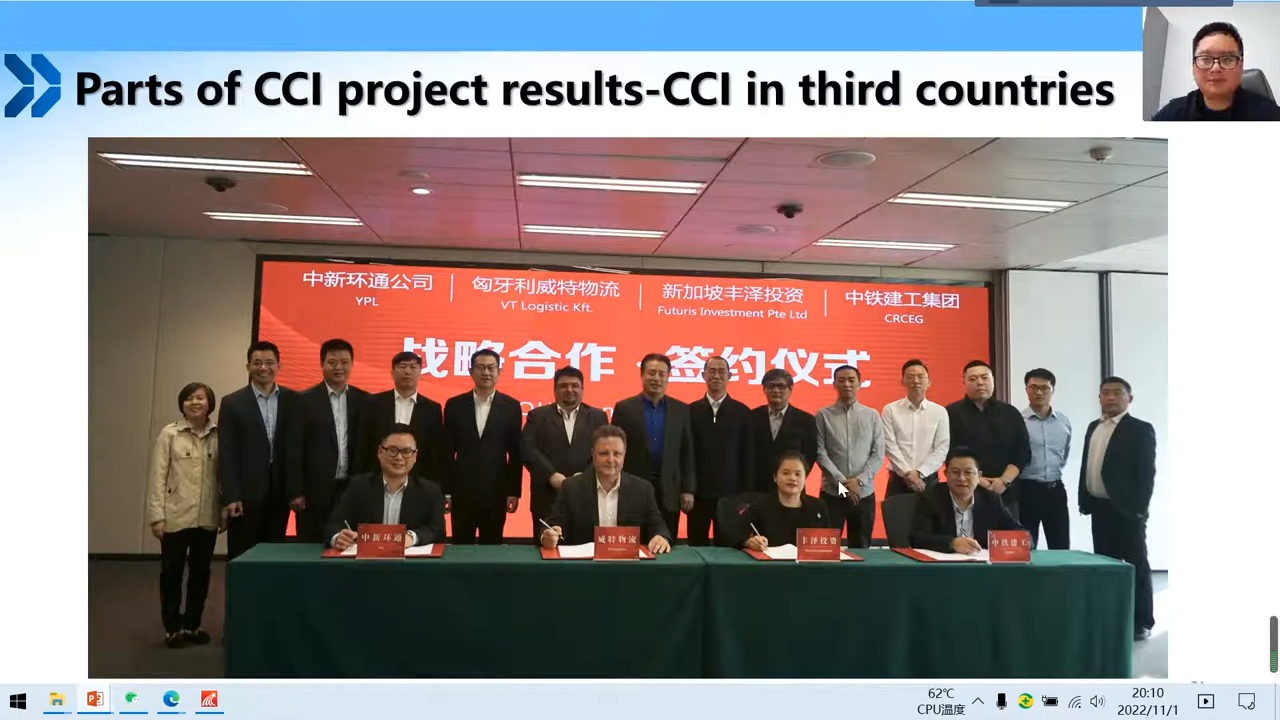 Parts of CCI project results-CCI in third countries
中新环通公司
YPL
匈牙利威特物流
VT Logistic Kft.
新加坡丰泽投资
Futuris Investment Pte Ltd
中铁建工集团
CRCEG
战略合作 签约仪式
中新环通
威特物流
丰泽投资
中铁建工
62℃
CPU温度
20:10
2022/11/1